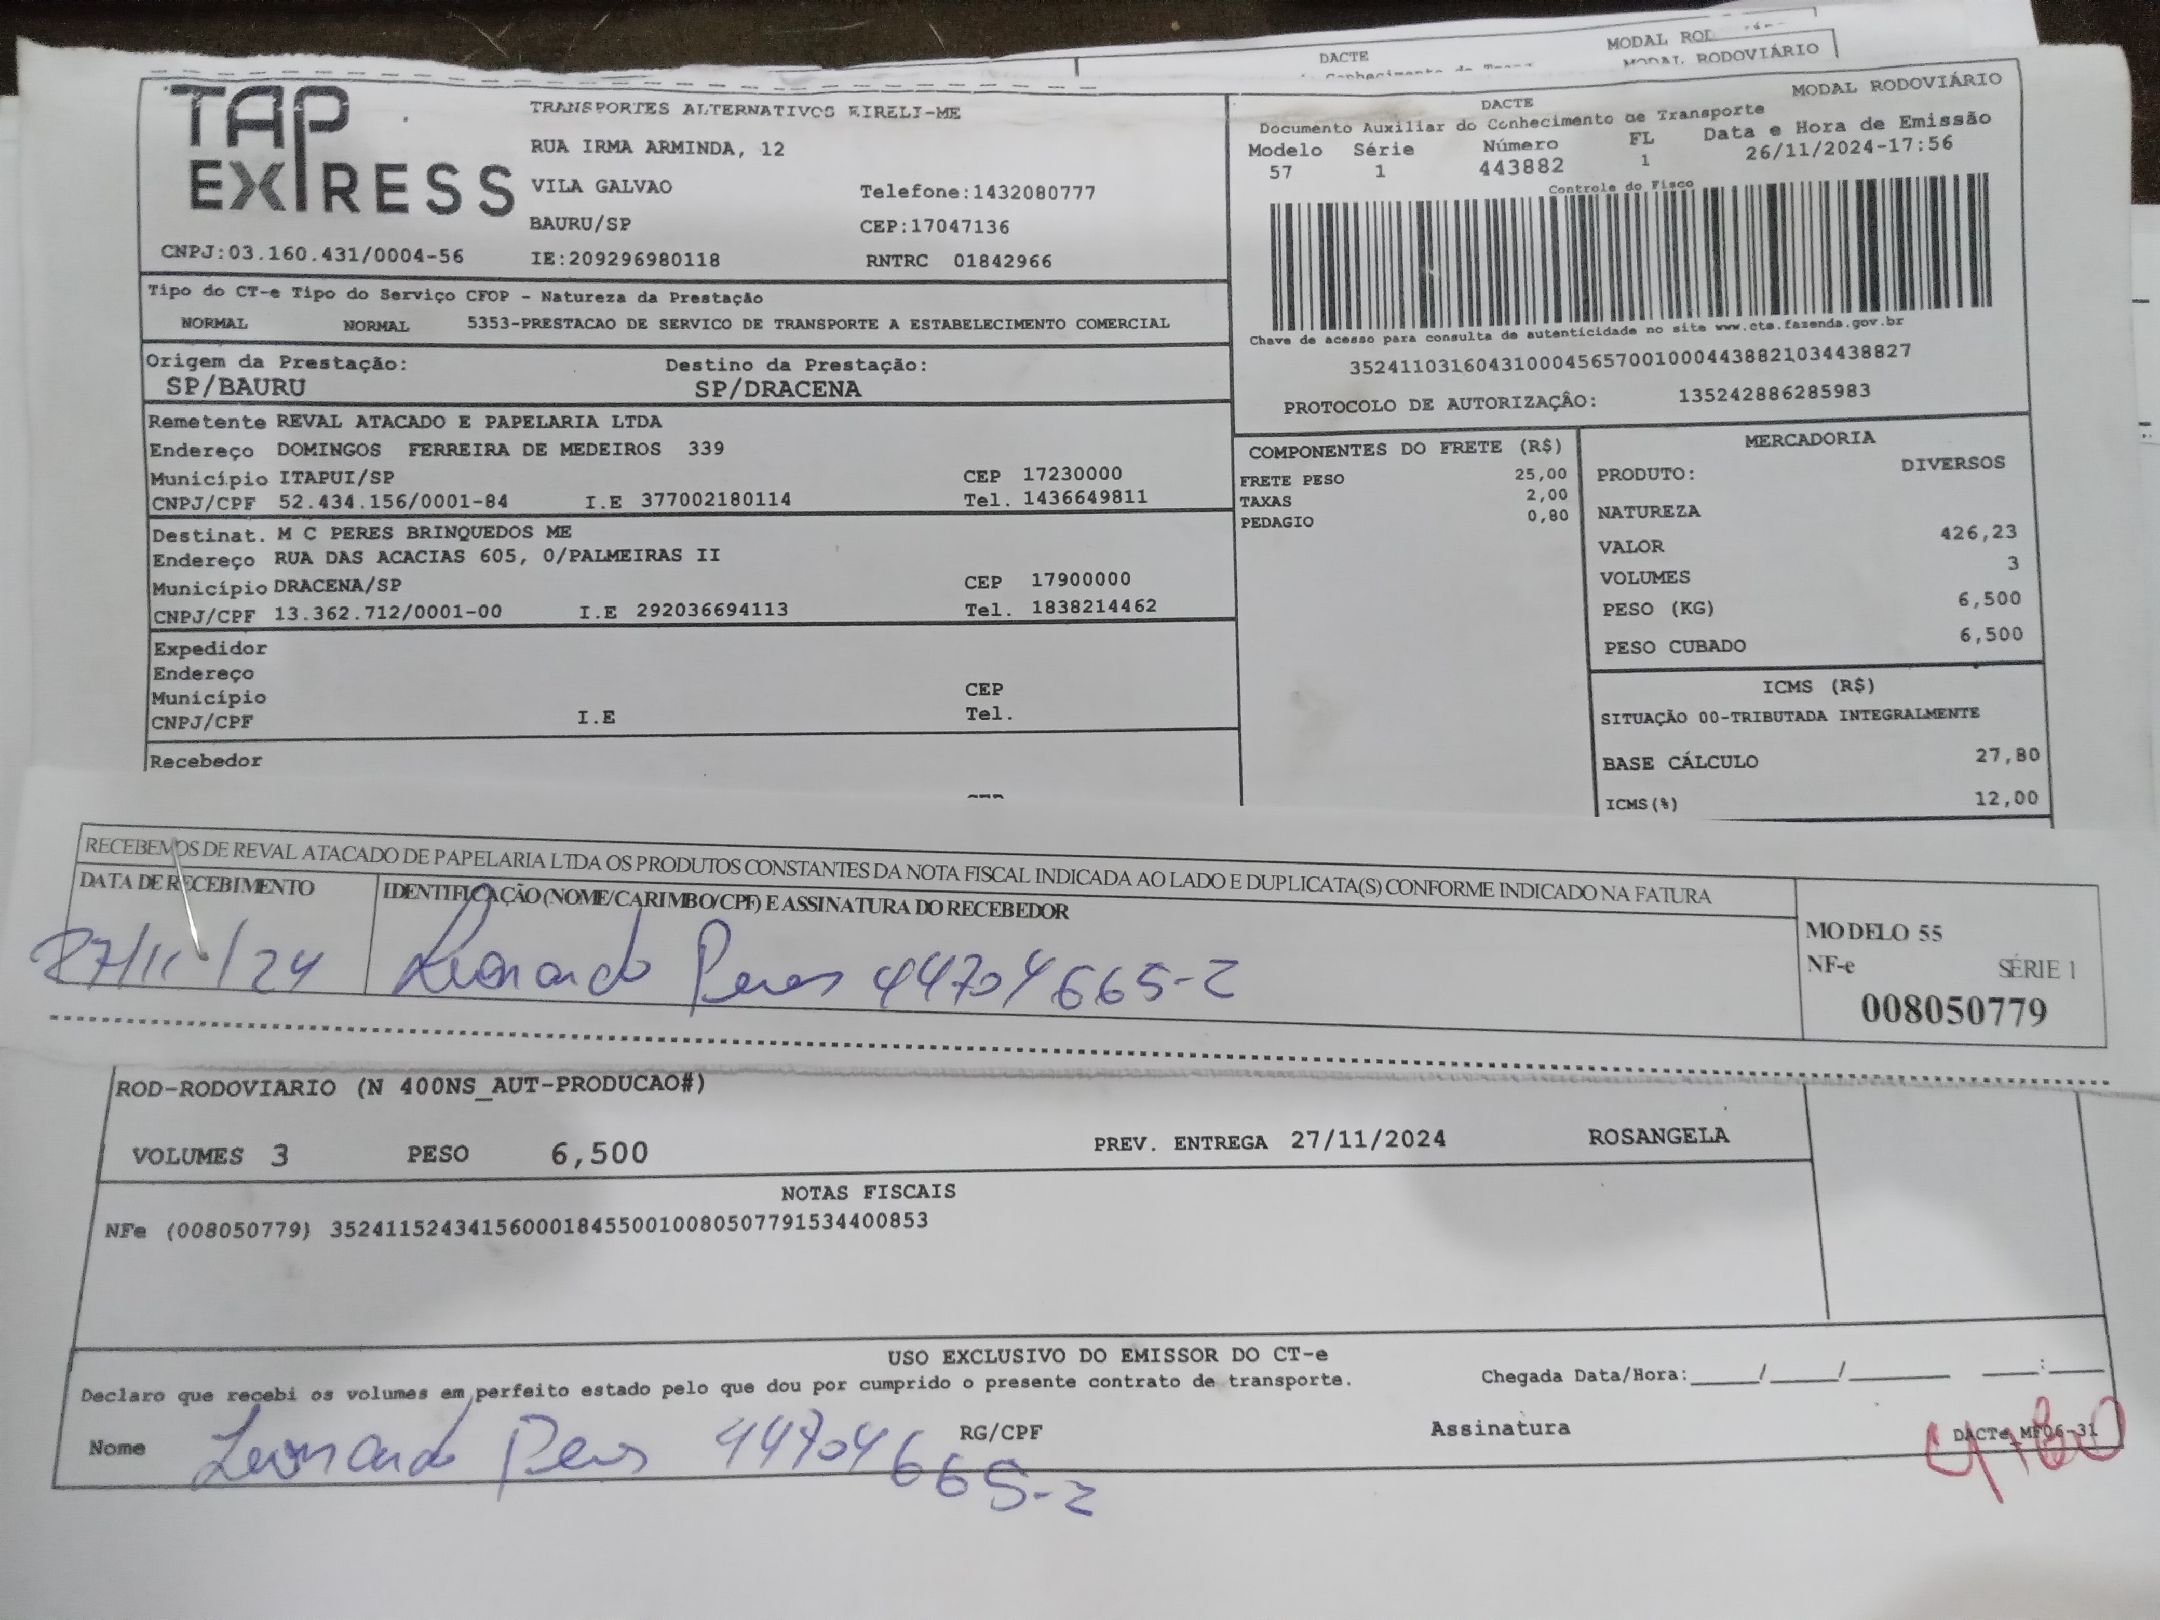 DACTE
MODAL RODOVIÁRIO
TAP EXPRESS
TRANSPORTES ALTERNATIVOS EIRELI-ME
RUA IRMA ARMINDA, 12
VILA GALVAO Telefone:1432080777
BAURU/SP CEP:17047136
CNPJ:03.160.431/0004-56 IE:209296980118 RNTRC 01842966
MODAL RODOVIÁRIO
DACTE
Documento Auxiliar do Conhecimento de Transporte
Modelo Série Número FL Data e Hora de Emissão
57 1 443882 1 26/11/2024-17:56
Controle do Fisco
Chave de acesso para consulta de autenticidade no site www.cte.fazenda.gov.br
35241103160431000456570010004438821034438827
PROTOCOLO DE AUTORIZAÇÂO: 135242886285983
Tipo do CT-e Tipo do Serviço CFOP - Natureza da Prestação
NORMAL NORMAL 5353-PRESTACAO DE SERVICO DE TRANSPORTE A ESTABELECIMENTO COMERCIAL
Origem da Prestação: Destino da Prestação:
SP/BAURU SP/DRACENA
Remetente REVAL ATACADO E PAPELARIA LTDA
Endereço DOMINGOS FERREIRA DE MEDEIROS 339
Município ITAPUI/SP CEP 17230000
CNPJ/CPF 52.434.156/0001-84 I.E 377002180114 Tel. 1436649811
Destinat. M C PERES BRINQUEDOS ME
Endereço RUA DAS ACACIAS 605, 0/PALMEIRAS II
Município DRACENA/SP CEP 17900000
CNPJ/CPF 13.362.712/0001-00 I.E 292036694113 Tel. 1838214462
Expedidor
Endereço
Município CEP
CNPJ/CPF I.E Tel.
Recebedor
COMPONENTES DO FRETE (R$)
FRETE PESO 25,00
TAXAS 2,00
PEDAGIO 0,80
MERCADORIA
PRODUTO: DIVERSOS
NATUREZA
VALOR 426,23
VOLUMES 3
PESO (KG) 6,500
PESO CUBADO 6,500
ICMS (R$)
SITUAÇÃO 00-TRIBUTADA INTEGRALMENTE
BASE CÁLCULO 27,80
ICMS(%) 12,00
RECEBEMOS DE REVAL ATACADO DE PAPELARIA LTDA OS PRODUTOS CONSTANTES DA NOTA FISCAL INDICADA AO LADO E DUPLICATA(S) CONFORME INDICADO NA FATURA
DATA DE RECEBIMENTO IDENTIFICAÇÃO (NOME/CARIMBO/CPF) E ASSINATURA DO RECEBEDOR
27/11/24 Leonardo Peres 44704665-2
MODELO 55
NF-e SÉRIE 1
008050779
ROD-RODOVIARIO (N 400NS_AUT-PRODUCAO#)
VOLUMES 3 PESO 6,500 PREV. ENTREGA 27/11/2024 ROSANGELA
NOTAS FISCAIS
NFe (008050779) 35241152434156000184550010080507791534400853
USO EXCLUSIVO DO EMISSOR DO CT-e
Declaro que recebi os volumes em perfeito estado pelo que dou por cumprido o presente contrato de transporte. Chegada Data/Hora:____/____/______ ____:____
Nome Leonardo Peres 44704665-2 RG/CPF Assinatura DACTe_MF06-31